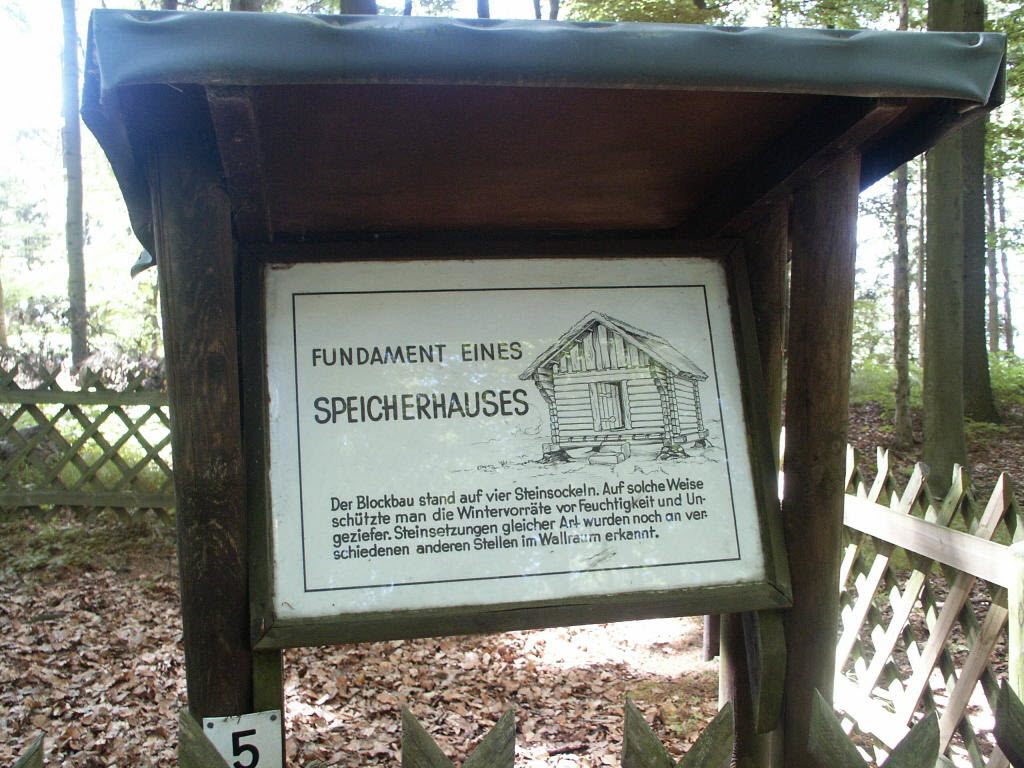 FUNDAMENT EINES
SPEICHERHAUSES
Der Blockbau stand auf vier Steinsockeln. Auf solche Weise
schützte man die Wintervorräte vor Feuchtigkeit und Un-
geziefer. Steinsetzungen gleicher Art wurden noch an ver-
schiedenen anderen Stellen im Wallraum erkannt.
5